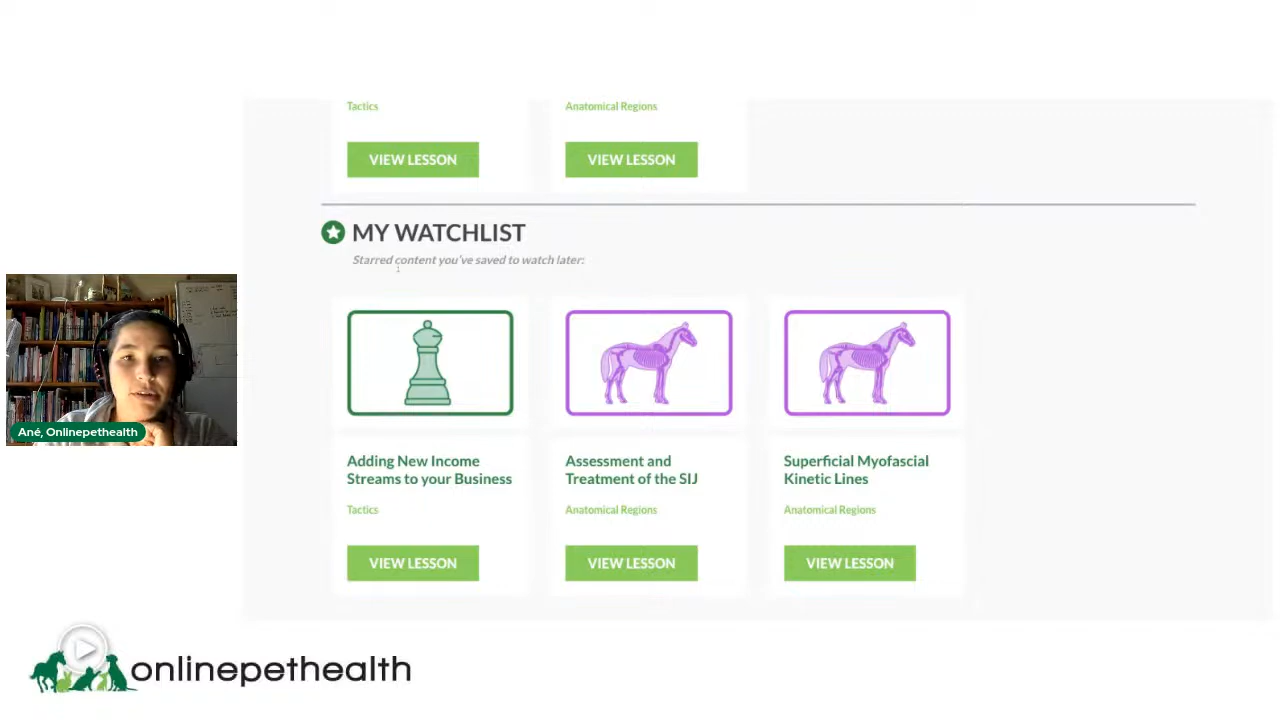 Tactics
Anatomical Regions
VIEW LESSON
VIEW LESSON
MY WATCHLIST
Starred content you've saved to watch later:
Adding New Income
Streams to your Business
Tactics
VIEW LESSON
Assessment and
Treatment of the SIJ
Anatomical Regions
VIEW LESSON
Superficial Myofascial
Kinetic Lines
Anatomical Regions
VIEW LESSON
Ané, Onlinepethealth
onlinepethealth